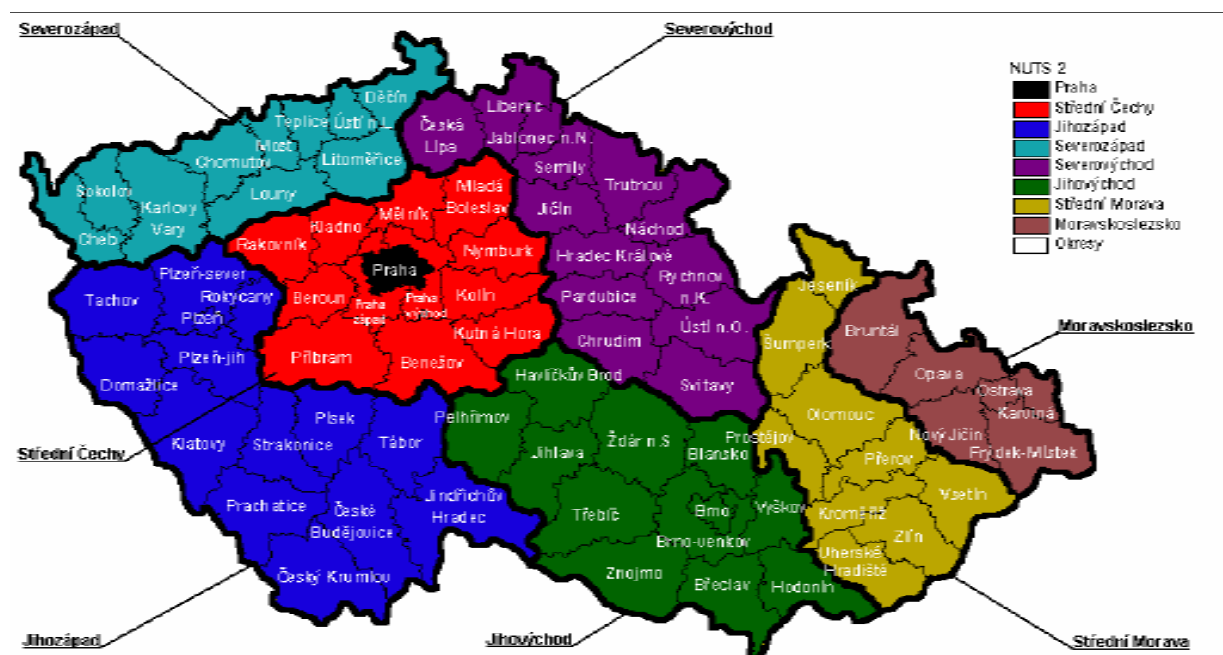 Severozápad
Severovýchod
NUTS 2
Praha
Střední Čechy
Jihozápad
Severozápad
Severovýchod
Jihovýchod
Střední Morava
Moravskoslezsko
Okresy
Děčín
Teplice
Ústí n.L.
Most
Chomutov
Litoměřice
Louny
Sokolov
Karlovy
Vary
Cheb
Liberec
Česká
Lípa
Jablonec n.N.
Semily
Trutnov
Jičín
Náchod
Hradec Králové
Rychnov
n.K.
Pardubice
Ústí n.O.
Chrudim
Svitavy
Mladá
Boleslav
Mělník
Kladno
Rakovník
Nymburk
Praha
Beroun
Praha
západ
Praha
východ
Kolín
Kutná Hora
Příbram
Benešov
Plzeň-sever
Tachov
Rokycany
Plzeň
Plzeň-jih
Domažlice
Klatovy
Písek
Strakonice
Tábor
Prachatice
České
Budějovice
Jindřichův
Hradec
Český Krumlov
Havlíčkův Brod
Pelhřimov
Jihlava
Žďár n.S
Blansko
Třebíč
Brno
Vyškov
Brno-venkov
Znojmo
Břeclav
Hodonín
Jeseník
Šumperk
Olomouc
Prostějov
Přerov
Kroměříž
Vsetín
Zlín
Uherské
Hradiště
Bruntál
Opava
Ostrava
Karviná
Nový Jičín
Frýdek-Místek
Moravskoslezsko
Střední Čechy
Jihozápad
Jihovýchod
Střední Morava